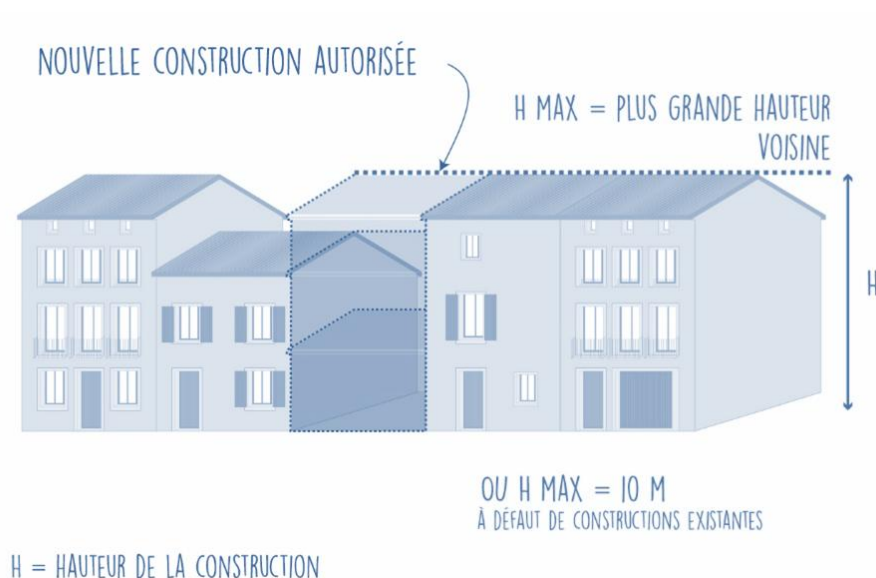 NOUVELLE CONSTRUCTION AUTORISÉE
H MAX = PLUS GRANDE HAUTEUR
VOISINE
H
OU H MAX = 10 M
À DÉFAUT DE CONSTRUCTIONS EXISTANTES
H = HAUTEUR DE LA CONSTRUCTION